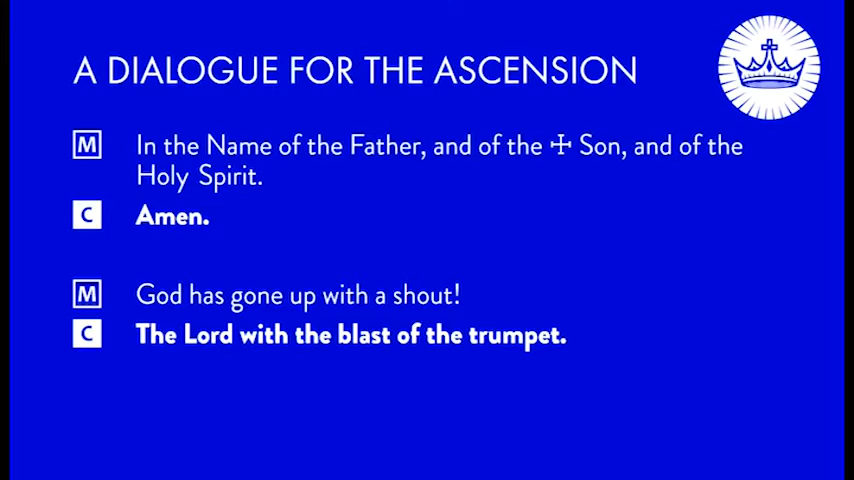 A DIALOGUE FOR THE ASCENSION
M In the Name of the Father, and of the ☩ Son, and of the
Holy Spirit.
C Amen.
M God has gone up with a shout!
C The Lord with the blast of the trumpet.